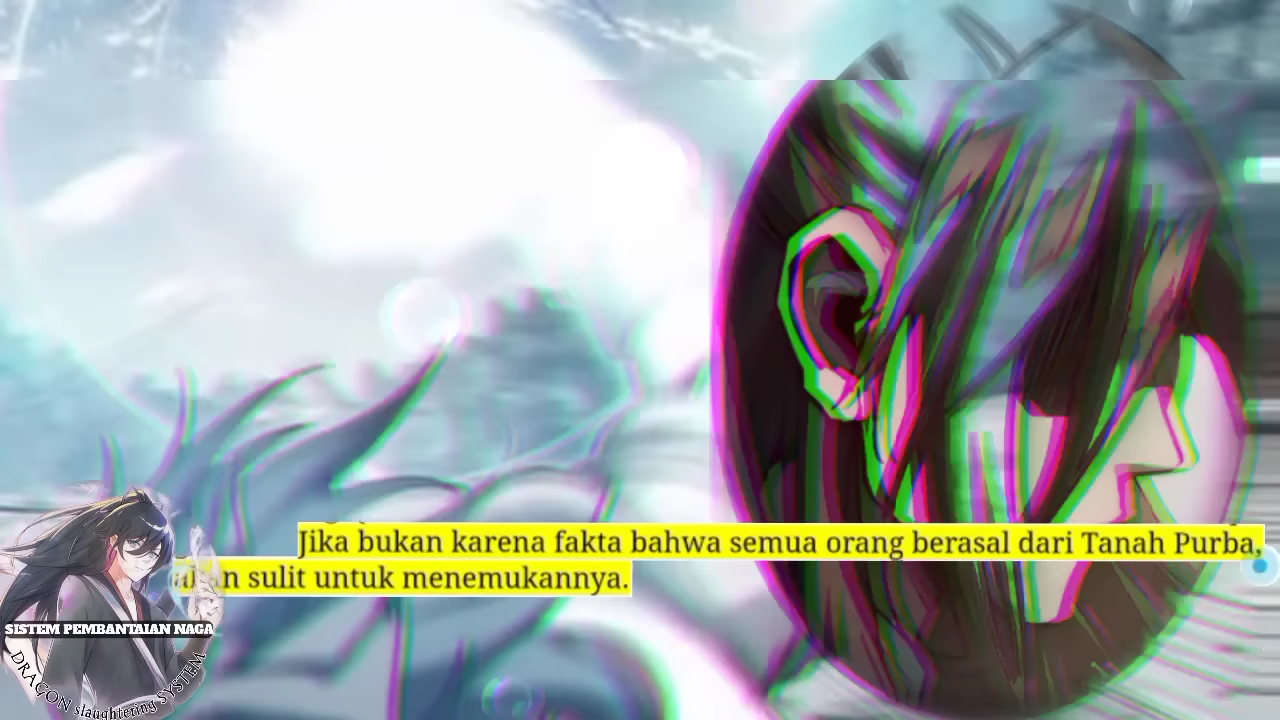 Jika bukan karena fakta bahwa semua orang berasal dari Tanah Purba,
sulit untuk menemukannya.
SISTEM PEMBANTAIAN NAGA
DRAGON slaughtering SYSTEM